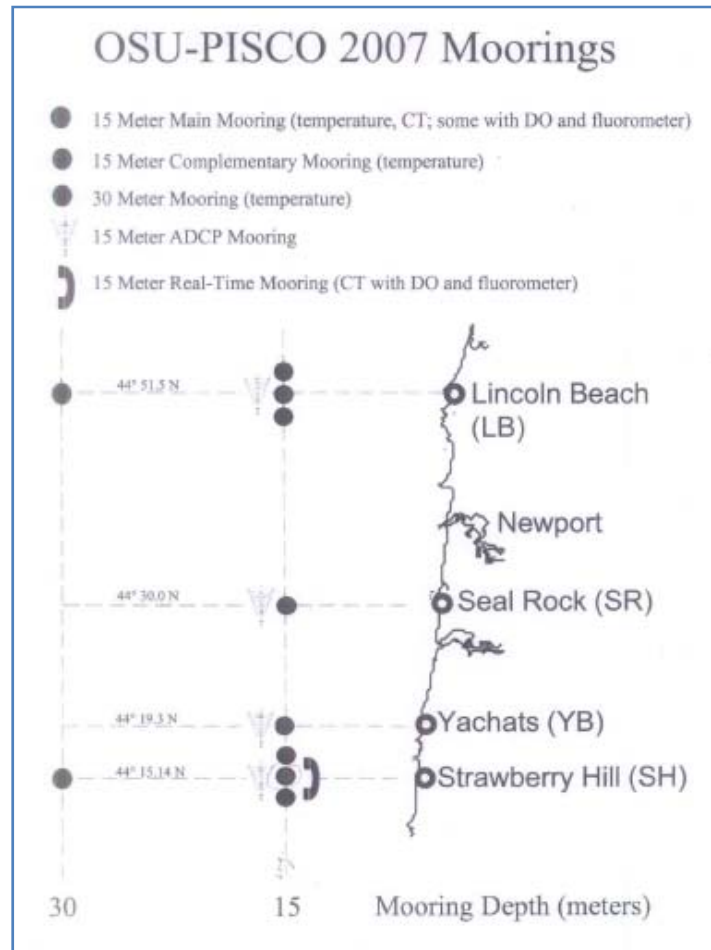 OSU-PISCO 2007 Moorings
15 Meter Main Mooring (temperature, CT; some with DO and fluorometer)
15 Meter Complementary Mooring (temperature)
30 Meter Mooring (temperature)
15 Meter ADCP Mooring
15 Meter Real-Time Mooring (CT with DO and fluorometer)
44° 51.5 N
Lincoln Beach
(LB)
Newport
44° 30.0 N
Seal Rock (SR)
44° 19.3 N
Yachats (YB)
44° 15.14 N
Strawberry Hill (SH)
30
15
Mooring Depth (meters)